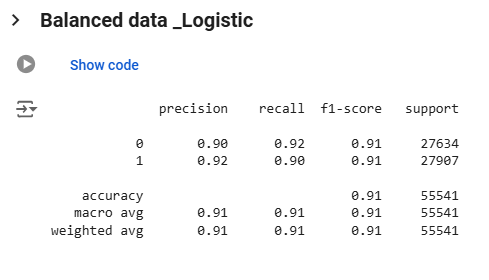 Balanced data _Logistic
Show code
precision recall f1-score support
0 0.90 0.92 0.91 27634
1 0.92 0.90 0.91 27907
accuracy 0.91 55541
macro avg 0.91 0.91 0.91 55541
weighted avg 0.91 0.91 0.91 55541